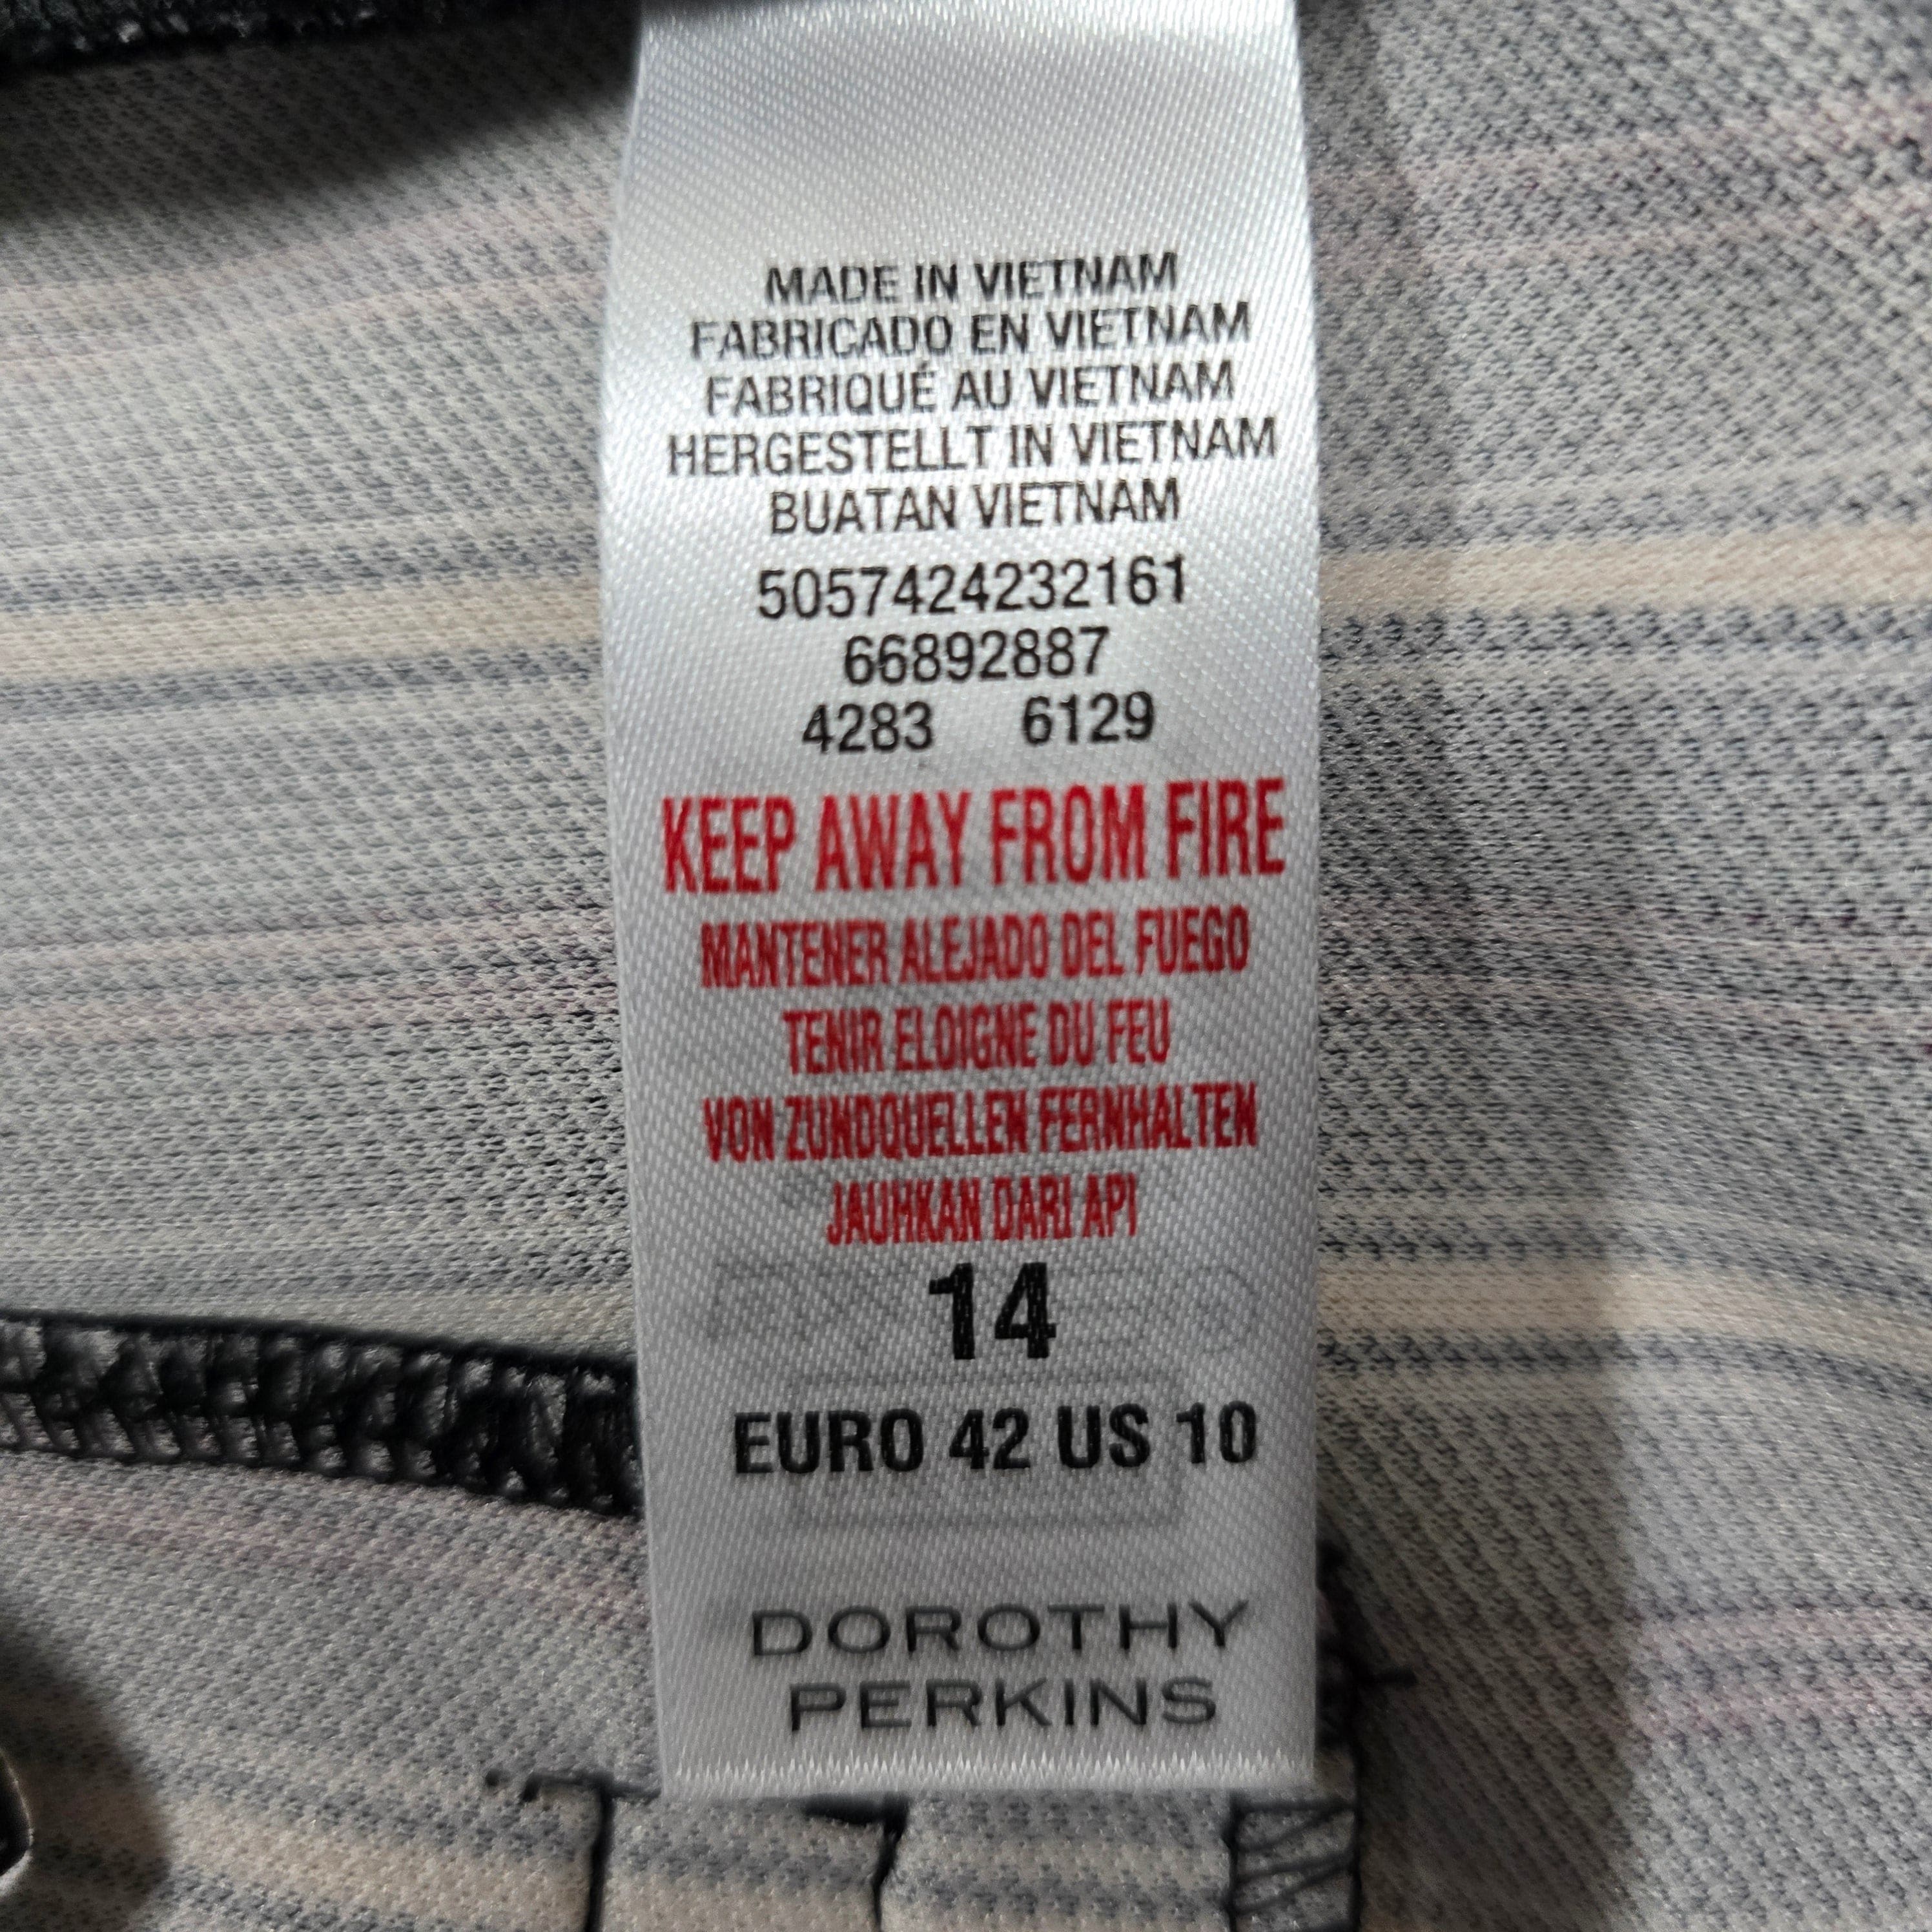 MADE IN VIETNAM
FABRICADO EN VIETNAM
FABRIQUÉ AU VIETNAM
HERGESTELLT IN VIETNAM
BUATAN VIETNAM
5057424232161
66892887
4283 6129
KEEP AWAY FROM FIRE
MANTENER ALEJADO DEL FUEGO
TENIR ELOIGNE DU FEU
VON ZUNDQUELLEN FERNHALTEN
JAUHKAN DARI API
14
EURO 42 US 10
DOROTHY
PERKINS